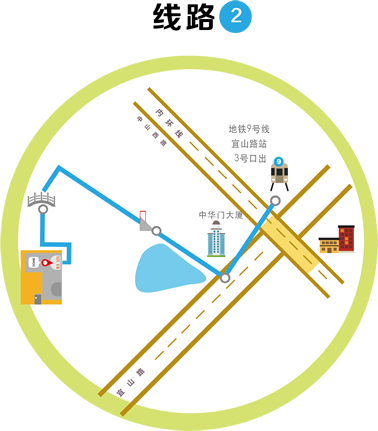 线路 2
地铁9号线
宜山路站
3号口出
9
内环线
中山西路
中华门大厦
宜山路